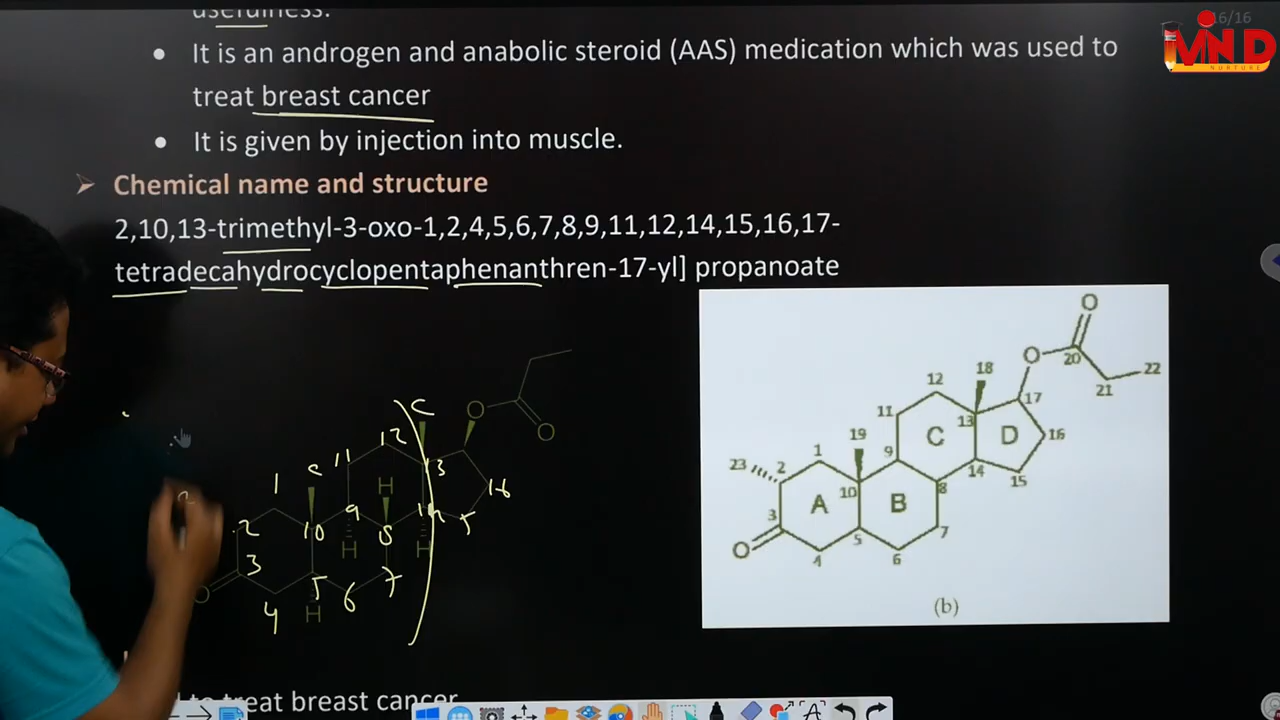 usefulness.
16/16
MIND
NURTURE
• It is an androgen and anabolic steroid (AAS) medication which was used to
treat breast cancer
• It is given by injection into muscle.
➢ Chemical name and structure
2,10,13-trimethyl-3-oxo-1,2,4,5,6,7,8,9,11,12,14,15,16,17-
tetradecahydrocyclopentaphenanthren-17-yl] propanoate
C
O
O
12
11
13
C
1
H
16
9
14
2
10
8
5
3
H
H
7
5
6
O
4
H
O
O
20
22
21
18
12
17
11
13
C
D
16
19
1
9
14
15
23
2
10
8
A
B
3
O
5
7
4
6
(b)
to treat breast cancer